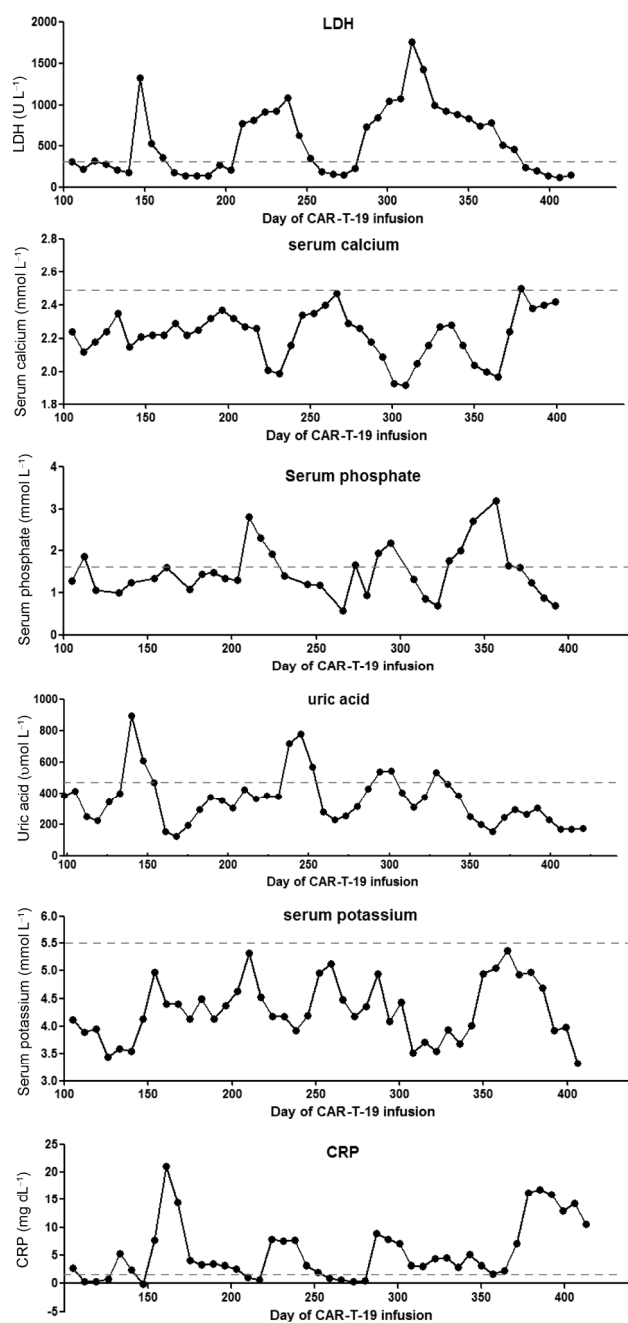 LDH
LDH (U L⁻¹)
2000
1500
1000
500
0
100 150 200 250 300 350 400
Day of CAR-T-19 infusion
serum calcium
Serum calcium (mmol L⁻¹)
2.8
2.6
2.4
2.2
2.0
1.8
100 150 200 250 300 350 400
Day of CAR-T-19 infusion
Serum phosphate
Serum phosphate (mmol L⁻¹)
4
3
2
1
0
100 150 200 250 300 350 400
Day of CAR-T-19 infusion
uric acid
Uric acid (υmol L⁻¹)
1000
800
600
400
200
0
100 150 200 250 300 350 400
Day of CAR-T-19 infusion
serum potassium
Serum potassium (mmol L⁻¹)
6.0
5.5
5.0
4.5
4.0
3.5
3.0
100 150 200 250 300 350 400
Day of CAR-T-19 infusion
CRP
CRP (mg dL⁻¹)
25
20
15
10
5
0
-5
150 200 250 300 350 400
Day of CAR-T-19 infusion